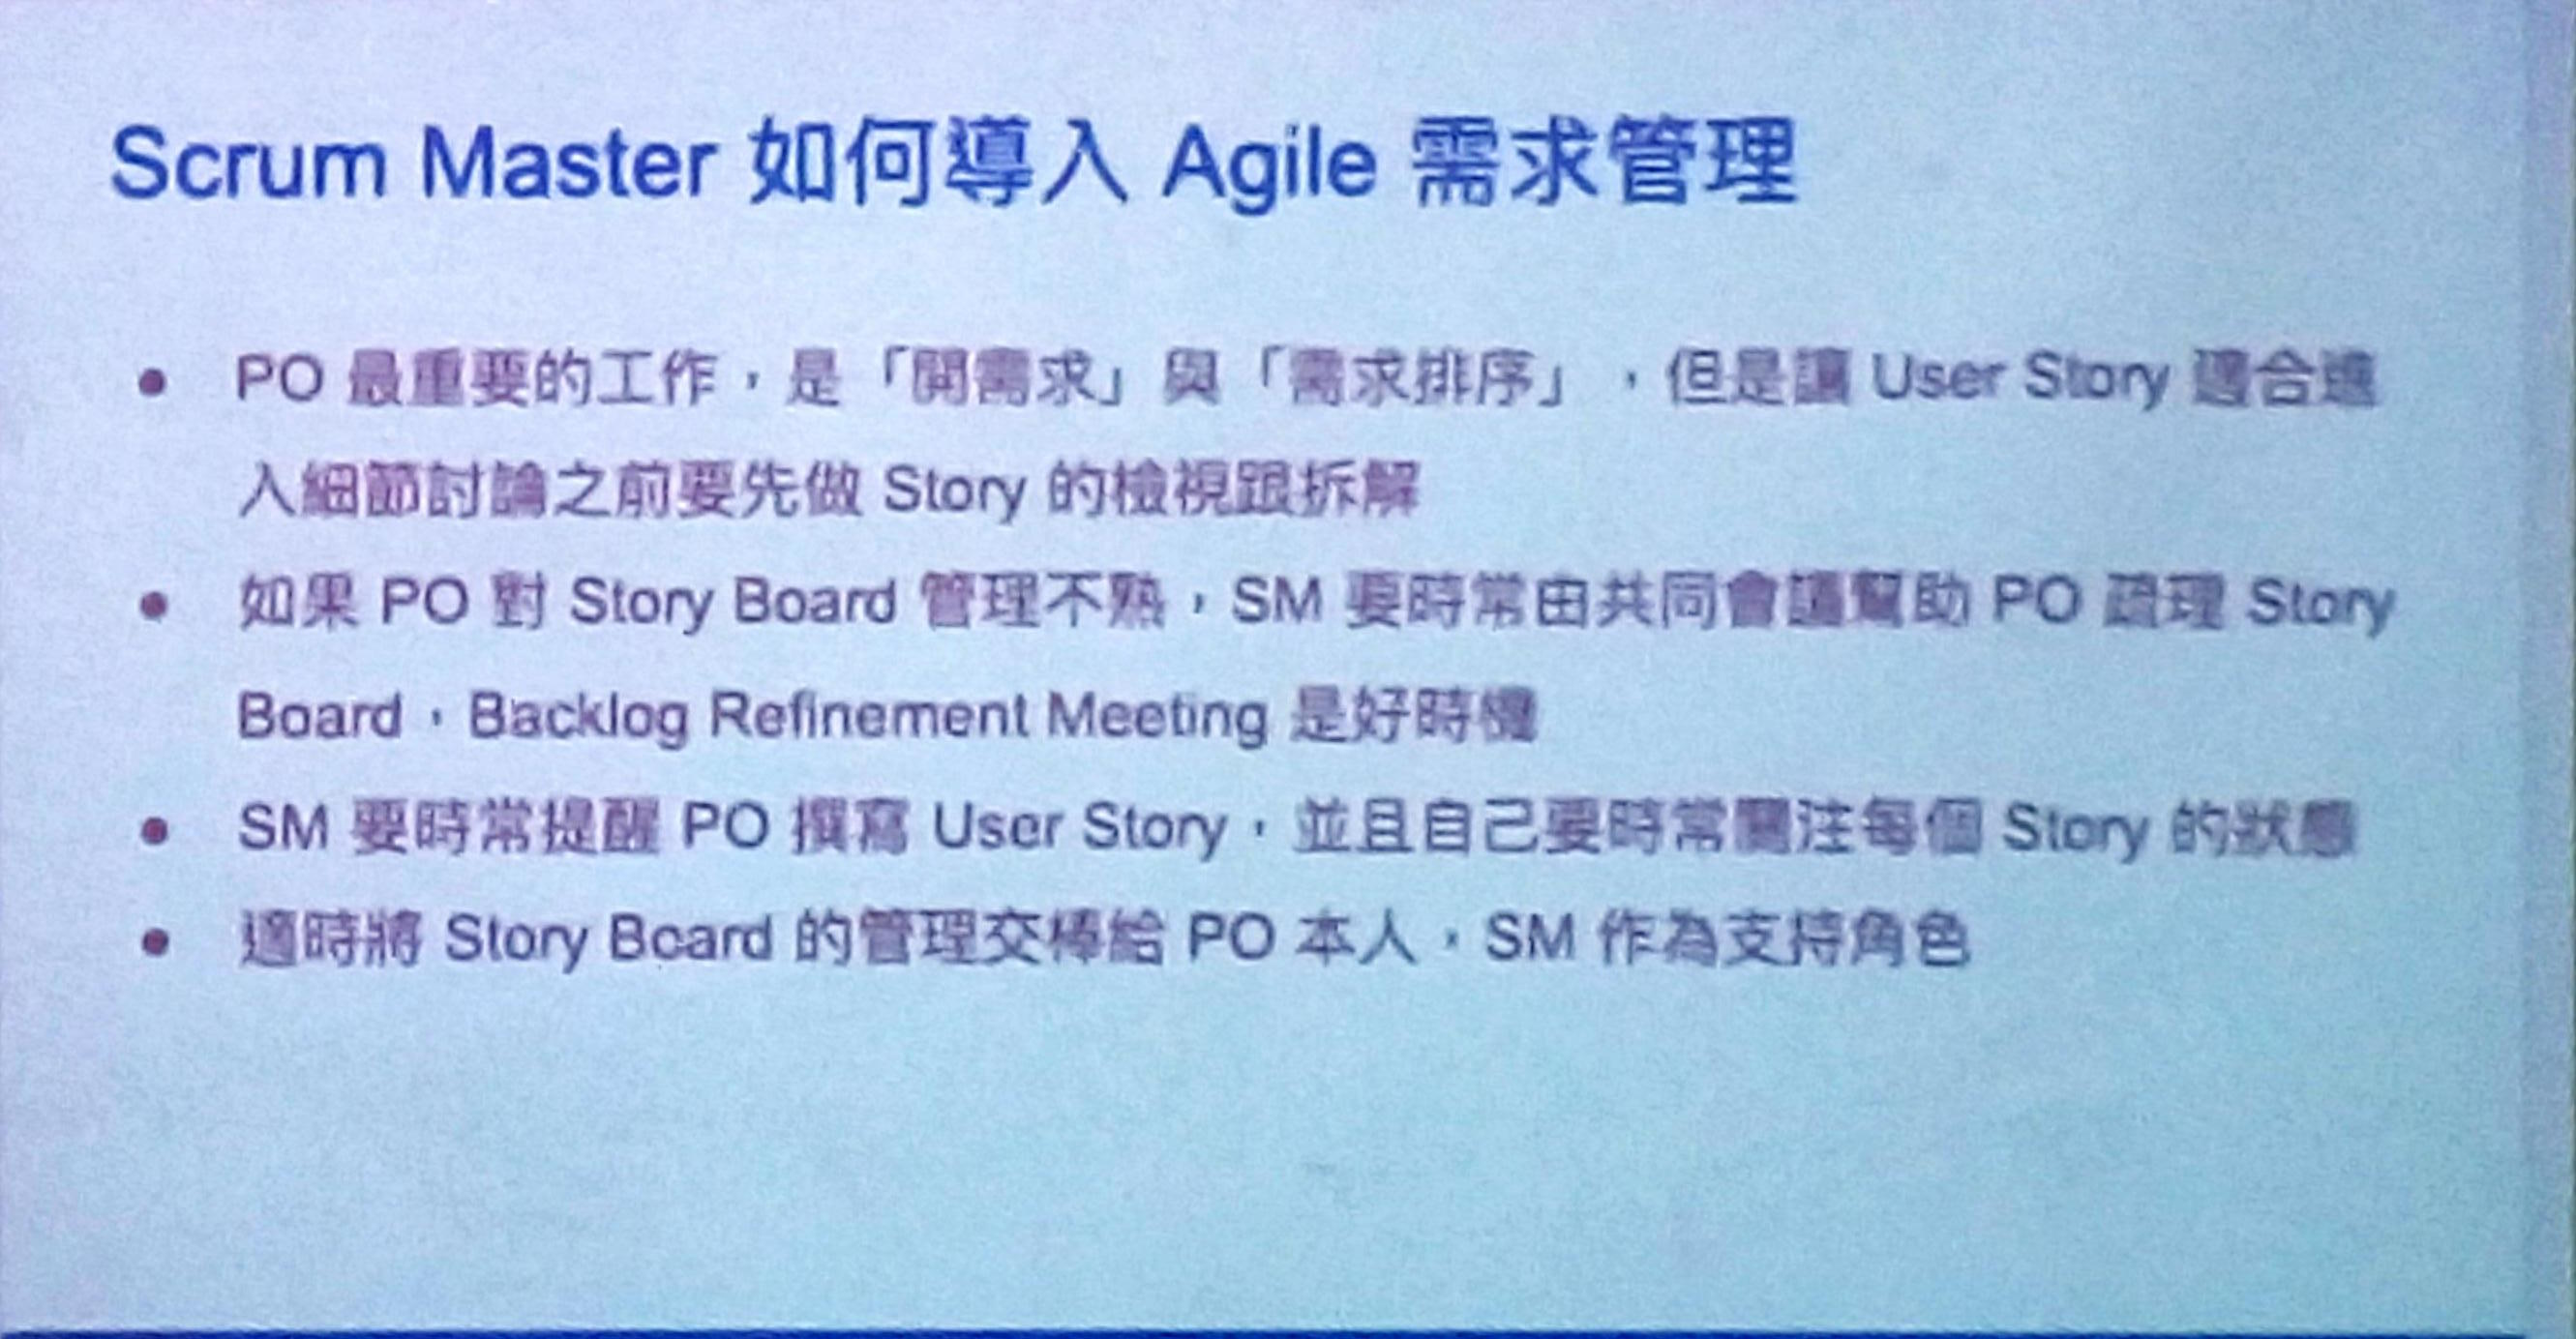 Scrum Master 如何導入 Agile 需求管理
• PO 最重要的工作，是「開需求」與「需求排序」，但是讓 User Story 適合進
入細節討論之前要先做 Story 的檢視跟拆解
• 如果 PO 對 Story Board 管理不熟，SM 要時常由共同會議幫助 PO 疏理 Story
Board，Backlog Refinement Meeting 是好時機
• SM 要時常提醒 PO 撰寫 User Story，並且自己要時常關注每個 Story 的狀態
• 適時將 Story Board 的管理交棒給 PO 本人，SM 作為支持角色